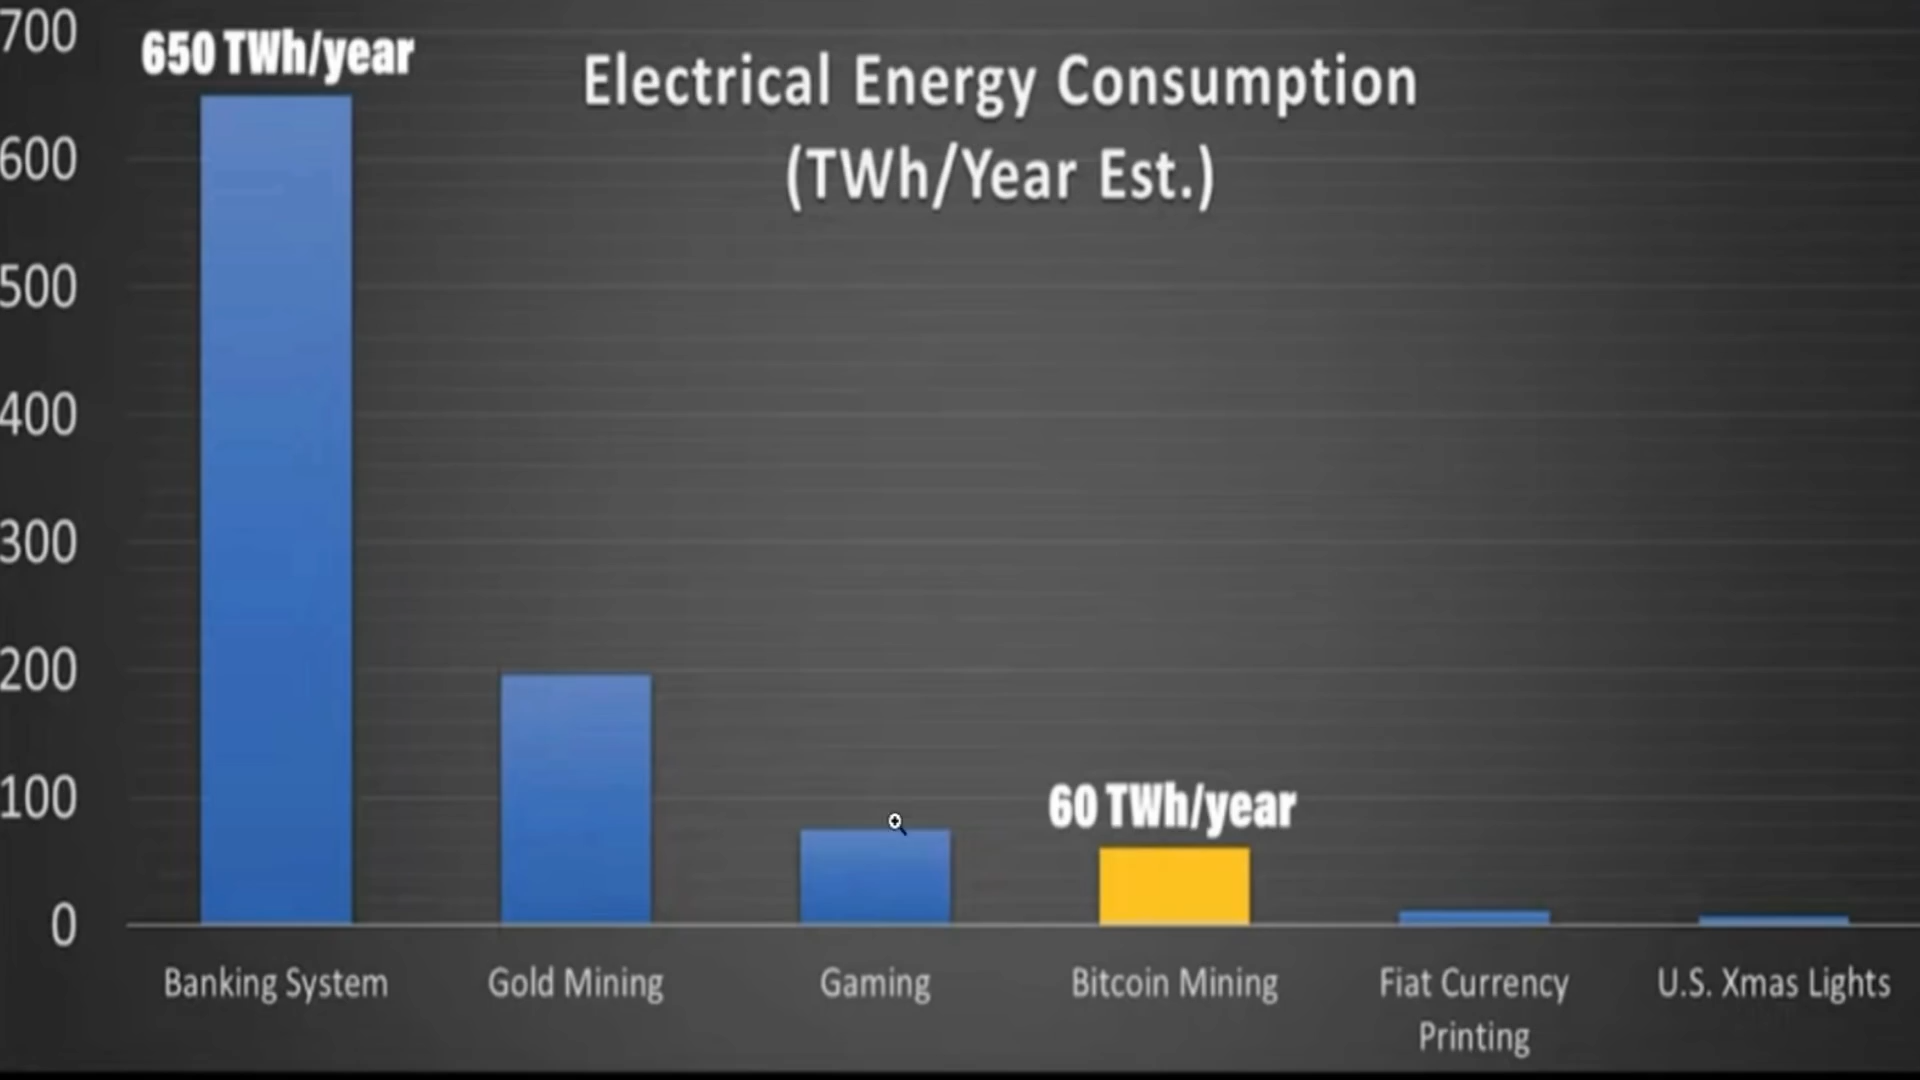 700
650 TWh/year
Electrical Energy Consumption
(TWh/Year Est.)
600
500
400
300
200
100
60 TWh/year
0
Banking System
Gold Mining
Gaming
Bitcoin Mining
Fiat Currency
Printing
U.S. Xmas Lights